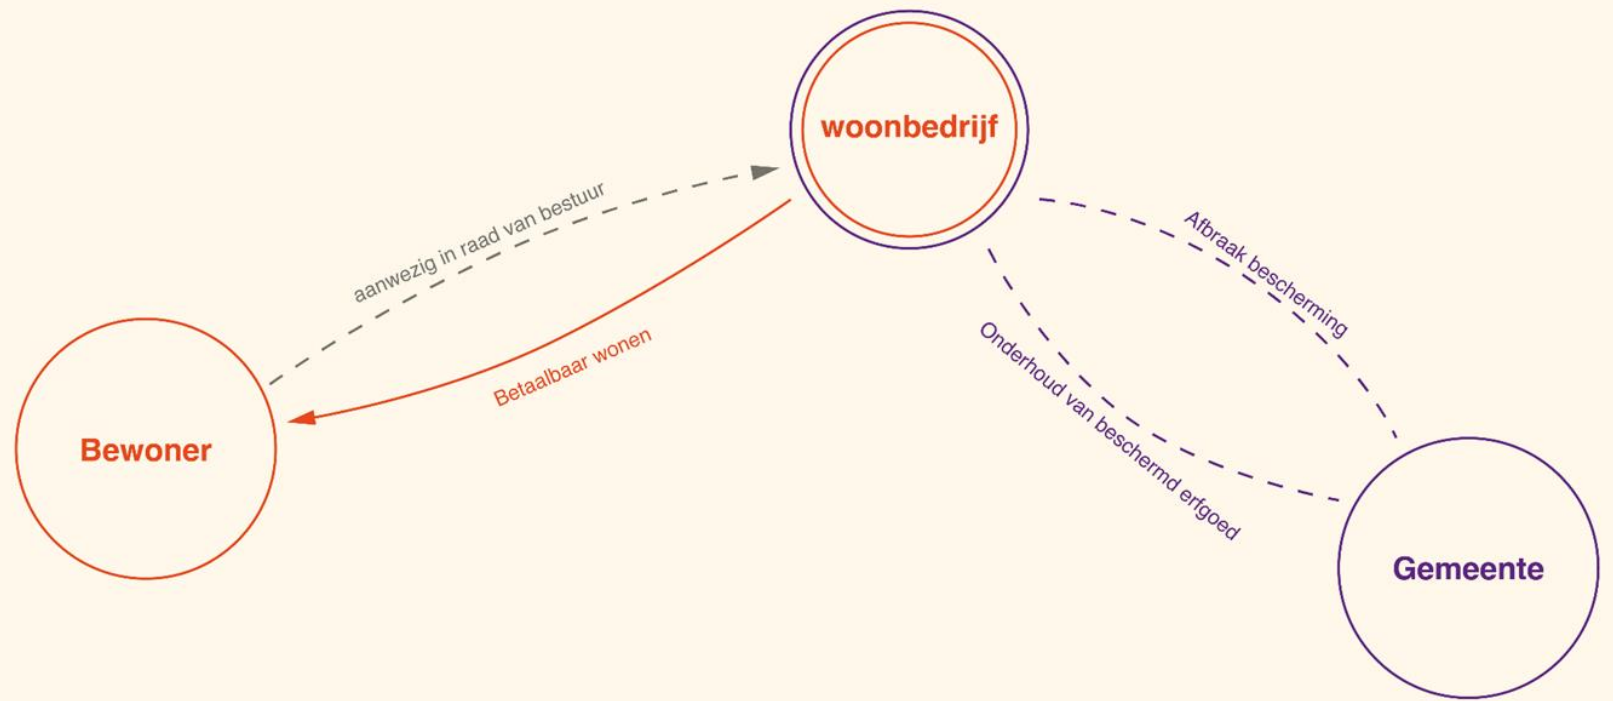 woonbedrijf
aanwezig in raad van bestuur
Betaalbaar wonen
Afbraak bescherming
Onderhoud van beschermd erfgoed
Bewoner
Gemeente